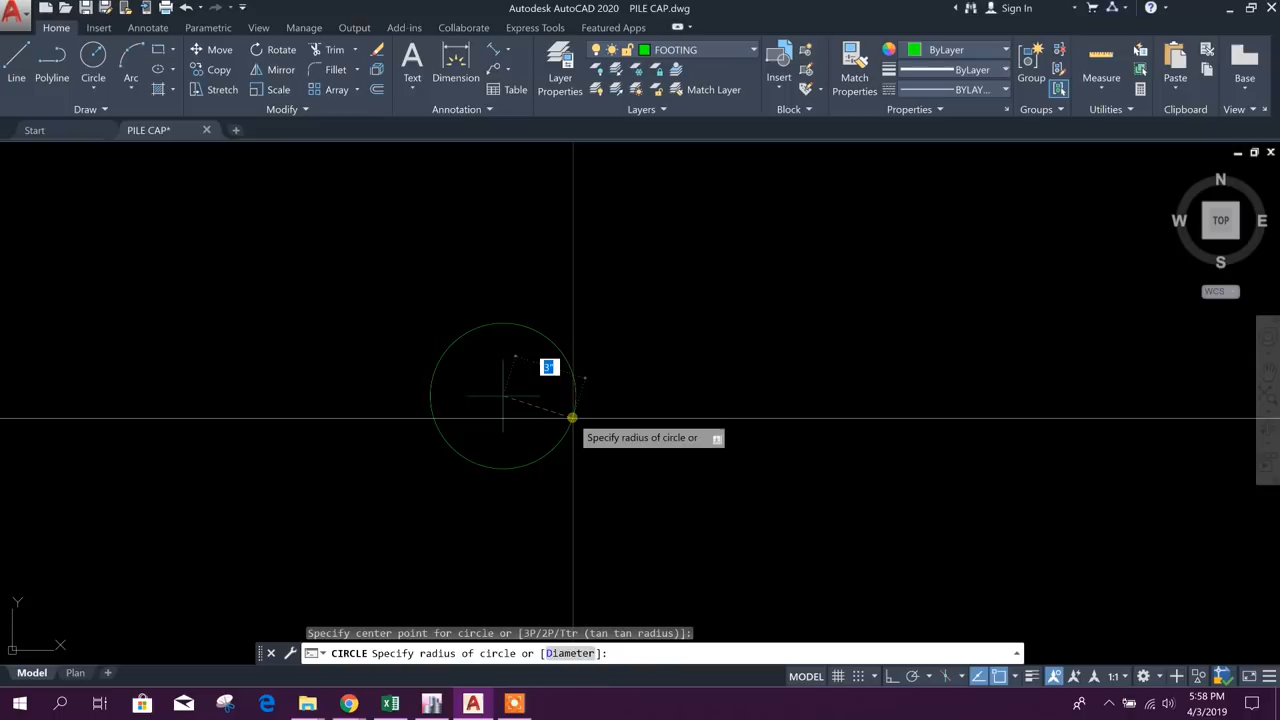 Autodesk AutoCAD 2020 PILE CAP.dwg
Sign In
Home Insert Annotate Parametric View Manage Output Add-ins Collaborate Express Tools Featured Apps
Line Polyline Circle Arc
Move Rotate Trim
Copy Mirror Fillet
Stretch Scale Array
Text Dimension Table
Layer Properties
FOOTING
Match Layer
Insert
Match Properties
ByLayer
ByLayer
BYLAY...
Group
Measure
Paste
Base
Draw Modify Annotation Layers Block Properties Groups Utilities Clipboard View
Start PILE CAP*
N
W TOP E
S
WCS
3"
Specify radius of circle or
Y
X
Specify center point for circle or [3P/2P/Ttr (tan tan radius)]:
CIRCLE Specify radius of circle or [Diameter]:
Model Plan
MODEL 1:1
5:58 PM
4/3/2019